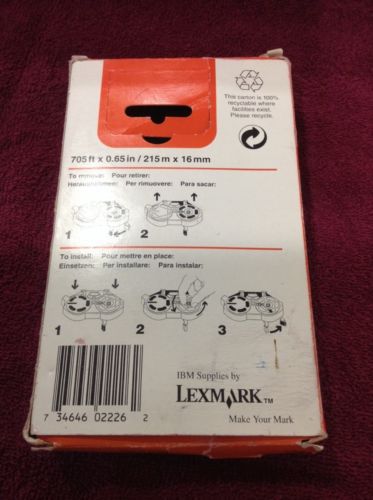 This carton is 100%
recyclable where
facilities exist.
Please recycle.
705 ft x 0.65 in / 215 m x 16 mm
To remove: Pour retirer:
Herausnehmen: Per rimuovere: Para sacar:
1 2
To install: Pour mettre en place:
Einsetzen: Per installare: Para instalar:
1 2 3
IBM Supplies by
LEXMARK™
Make Your Mark
7 34646 02226 2